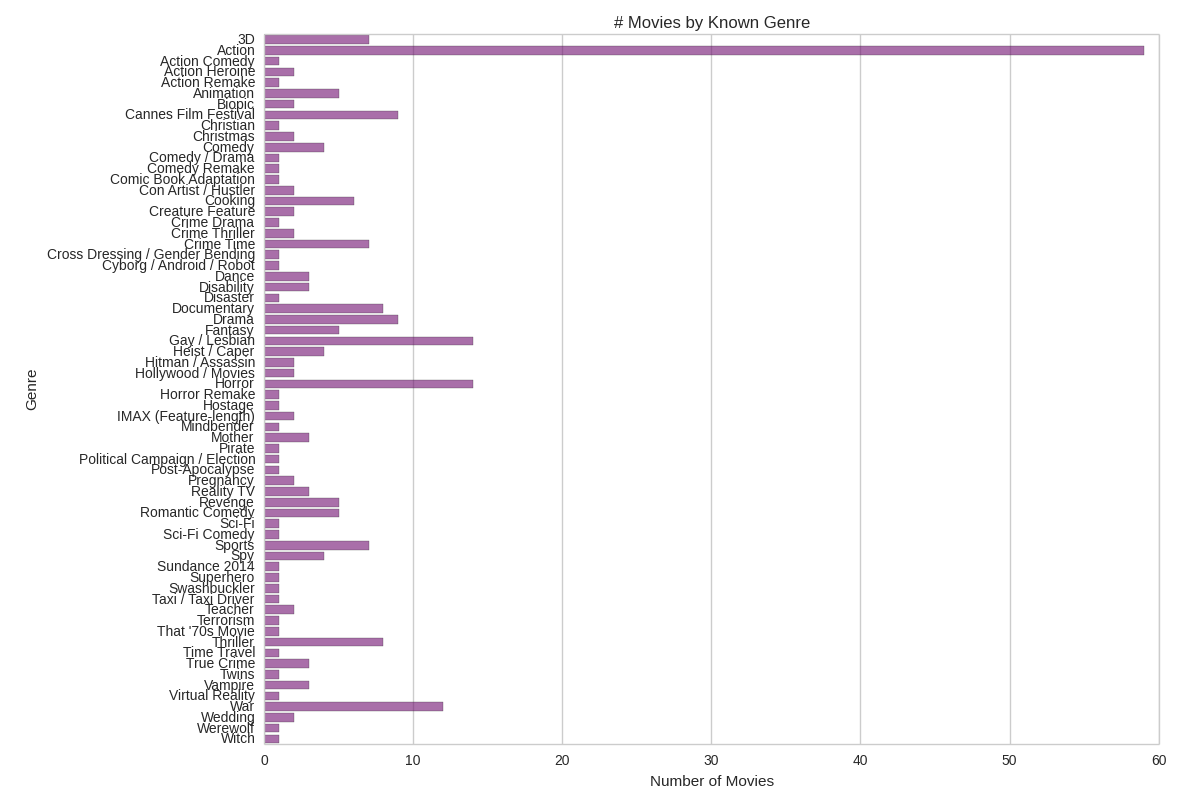 # Movies by Known Genre
3D
Action
Action Comedy
Action Heroine
Action Remake
Animation
Biopic
Cannes Film Festival
Christian
Christmas
Comedy
Comedy / Drama
Comedy Remake
Comic Book Adaptation
Con Artist / Hustler
Cooking
Creature Feature
Crime Drama
Crime Thriller
Crime Time
Cross Dressing / Gender Bending
Cyborg / Android / Robot
Dance
Disability
Disaster
Documentary
Drama
Fantasy
Gay / Lesbian
Heist / Caper
Hitman / Assassin
Hollywood / Movies
Horror
Horror Remake
Hostage
IMAX (Feature-length)
Mindbender
Mother
Pirate
Political Campaign / Election
Post-Apocalypse
Pregnancy
Reality TV
Revenge
Romantic Comedy
Sci-Fi
Sci-Fi Comedy
Sports
Spy
Sundance 2014
Superhero
Swashbuckler
Taxi / Taxi Driver
Teacher
Terrorism
That '70s Movie
Thriller
Time Travel
True Crime
Twins
Vampire
Virtual Reality
War
Wedding
Werewolf
Witch
Genre
0 10 20 30 40 50 60
Number of Movies